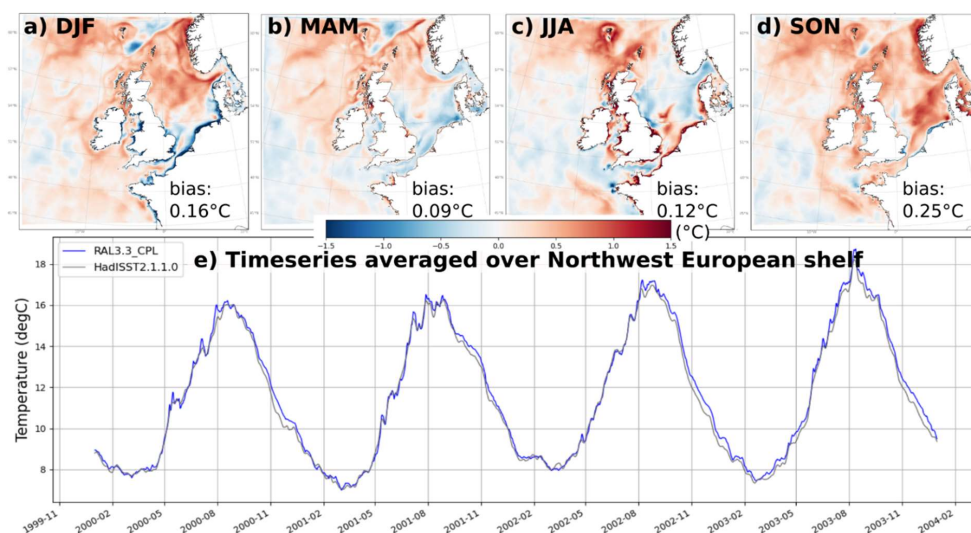 a) DJF
b) MAM
c) JJA
d) SON
bias:
0.16°C
bias:
0.09°C
bias:
0.12°C
bias:
0.25°C
−1.5 −1.0 −0.5 0.0 0.5 1.0 1.5
(°C)
RAL3.3_CPL
HadISST2.1.1.0
e) Timeseries averaged over Northwest European shelf
Temperature (degC)
18
16
14
12
10
8
1999-11 2000-02 2000-05 2000-08 2000-11 2001-02 2001-05 2001-08 2001-11 2002-02 2002-05 2002-08 2002-11 2003-02 2003-05 2003-08 2003-11 2004-02